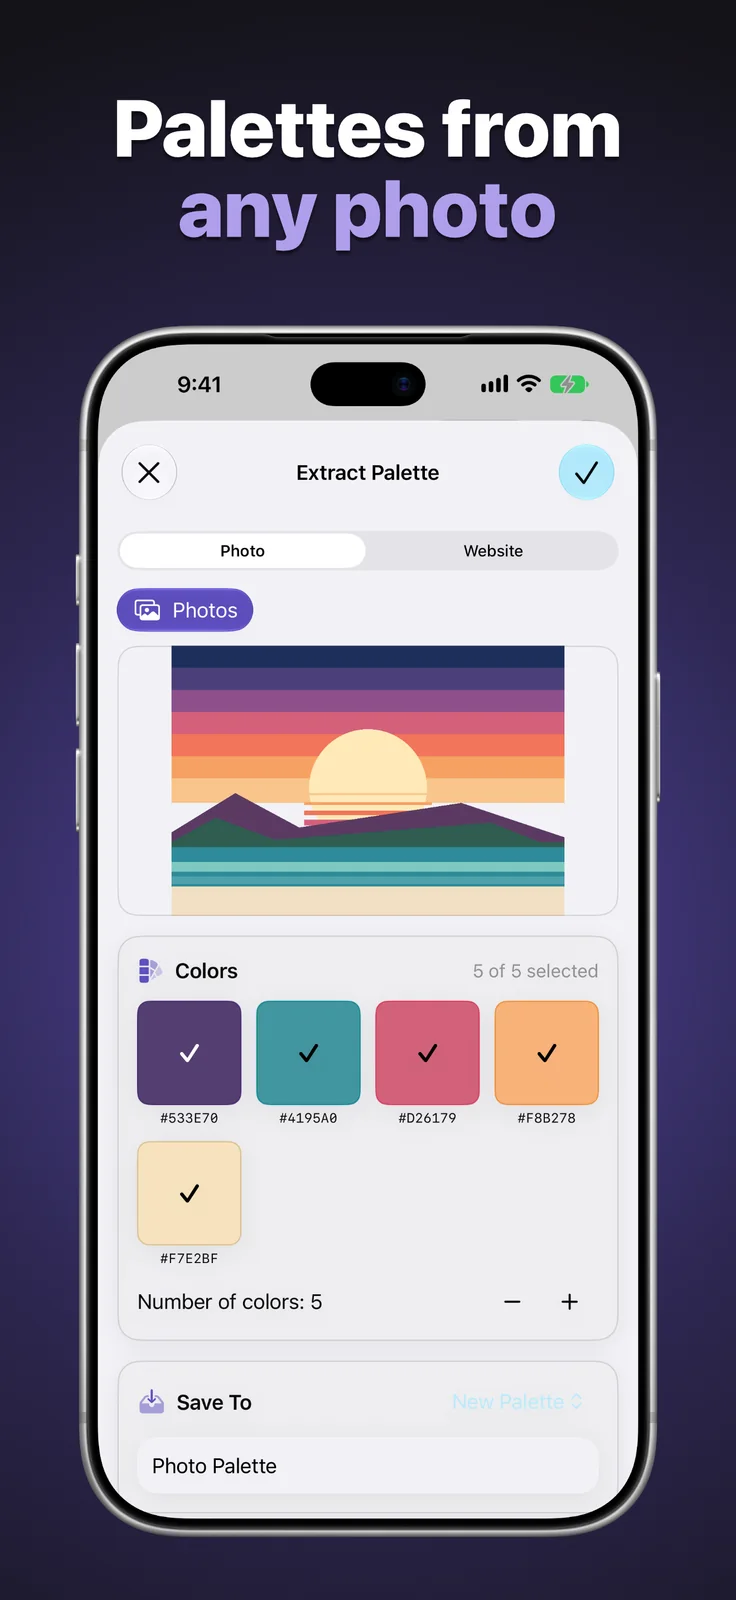 Palettes from
any photo
9:41
Extract Palette
Photo Website
Photos
Colors 5 of 5 selected
#533E70 #4195A0 #D26179 #F8B278
#F7E2BF
Number of colors: 5 − +
Save To New Palette
Photo Palette